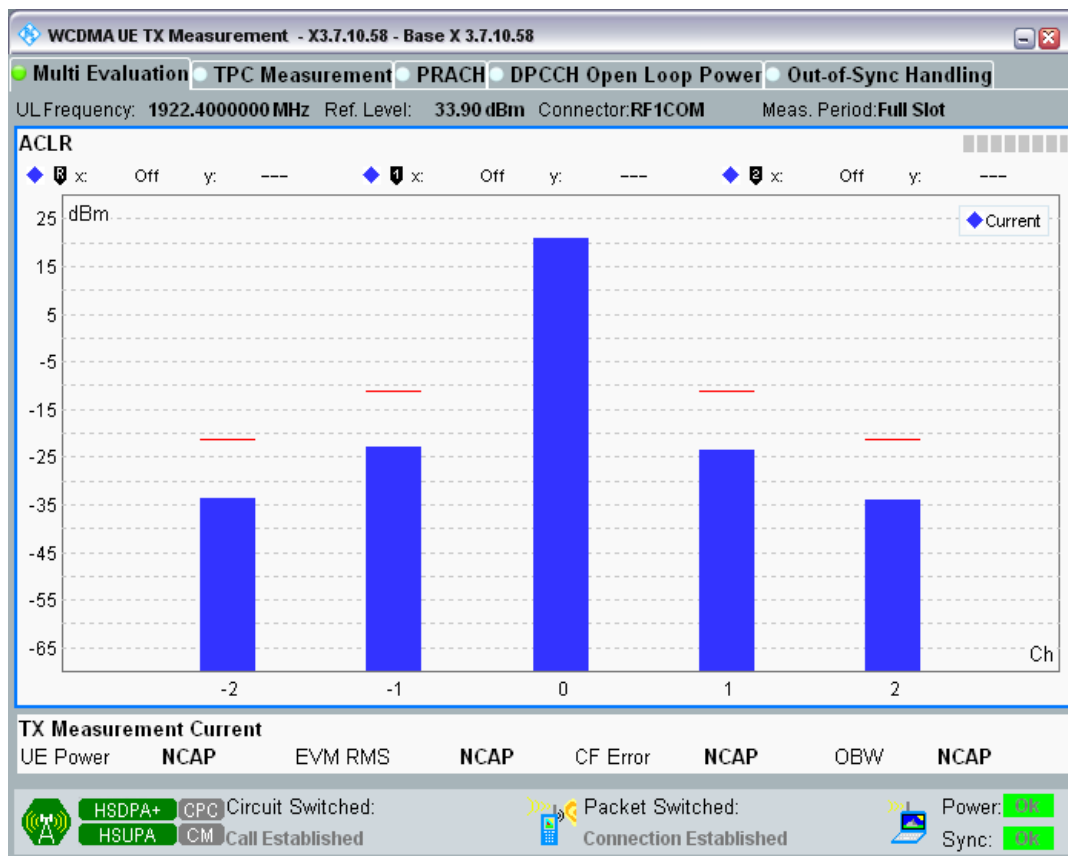 WCDMA UE TX Measurement - X3.7.10.58 - Base X 3.7.10.58
Multi Evaluation TPC Measurement PRACH DPCCH Open Loop Power Out-of-Sync Handling
UL Frequency: 1922.4000000 MHz Ref. Level: 33.90 dBm Connector:RF1COM Meas. Period:Full Slot
ACLR
R x: Off y: --- 1 x: Off y: --- 2 x: Off y: ---
dBm
Current
25
15
5
-5
-15
-25
-35
-45
-55
-65
Ch
-2 -1 0 1 2
TX Measurement Current
UE Power NCAP EVM RMS NCAP CF Error NCAP OBW NCAP
HSDPA+ CPC Circuit Switched: Packet Switched: Power: OK
HSUPA CM Call Established Connection Established Sync: OK